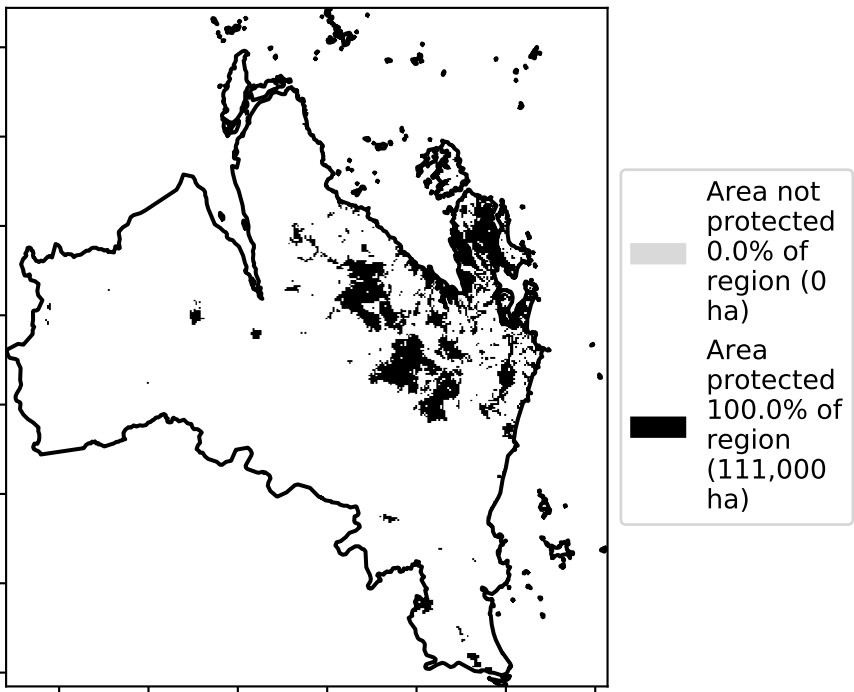 Area not
protected
0.0% of
region (0
ha)
Area
protected
100.0% of
region
(111,000
ha)